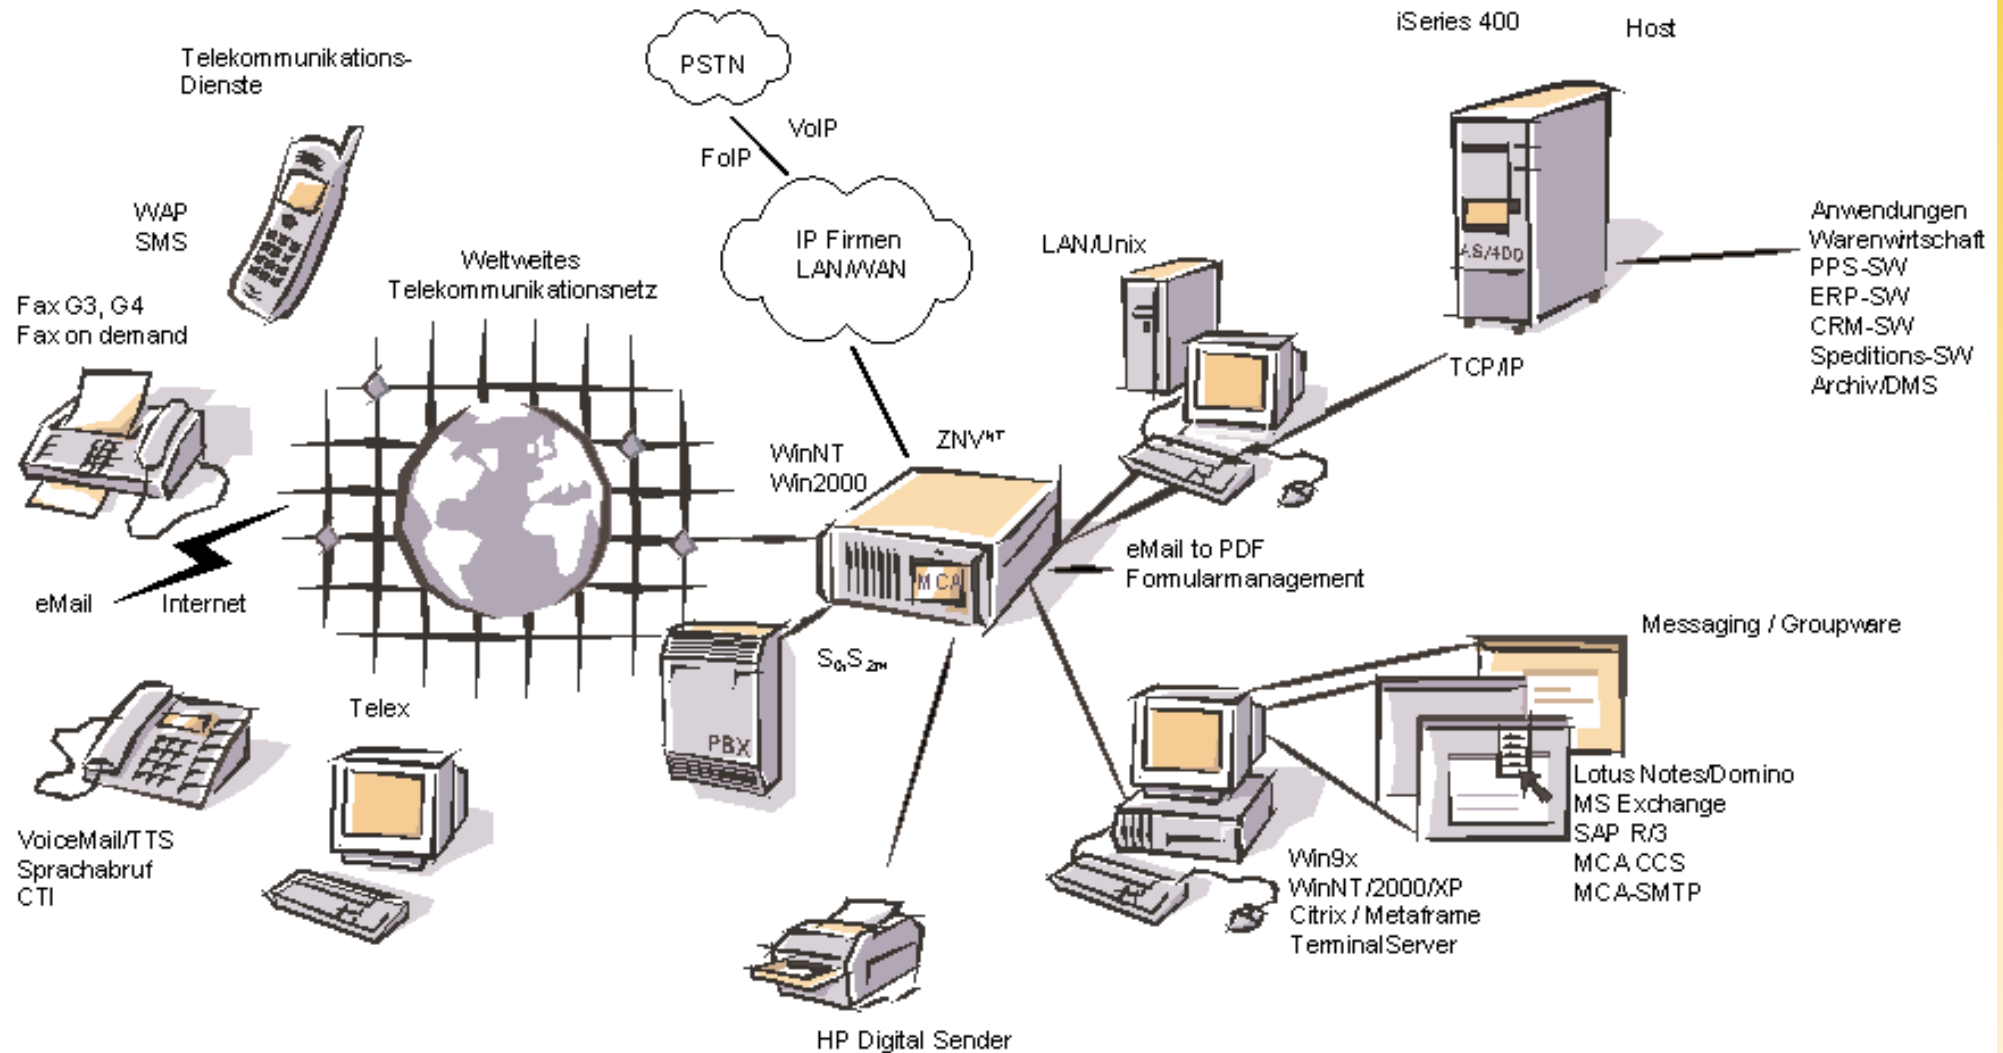 iSeries 400
Host
Telekommunikations-
Dienste
PSTN
VoIP
FoIP
WAP
SMS
IP Firmen
LAN/WAN
LAN/Unix
AS/400
Anwendungen
Warenwirtschaft
PPS-SW
ERP-SW
CRM-SW
Speditions-SW
Archiv/DMS
Weltweites
Telekommunikationsnetz
Fax G3, G4
Fax on demand
TCP/IP
WinNT
Win2000
ZNV
MCA
eMail to PDF
Formularmanagement
eMail
Internet
Messaging / Groupware
Telex
PBX
Lotus Notes/Domino
MS Exchange
SAP R/3
MCA CCS
MCA-SMTP
VoiceMail/TTS
Sprachabruf
CTI
Win9x
WinNT/2000/XP
Citrix / Metaframe
TerminalServer
HP Digital Sender